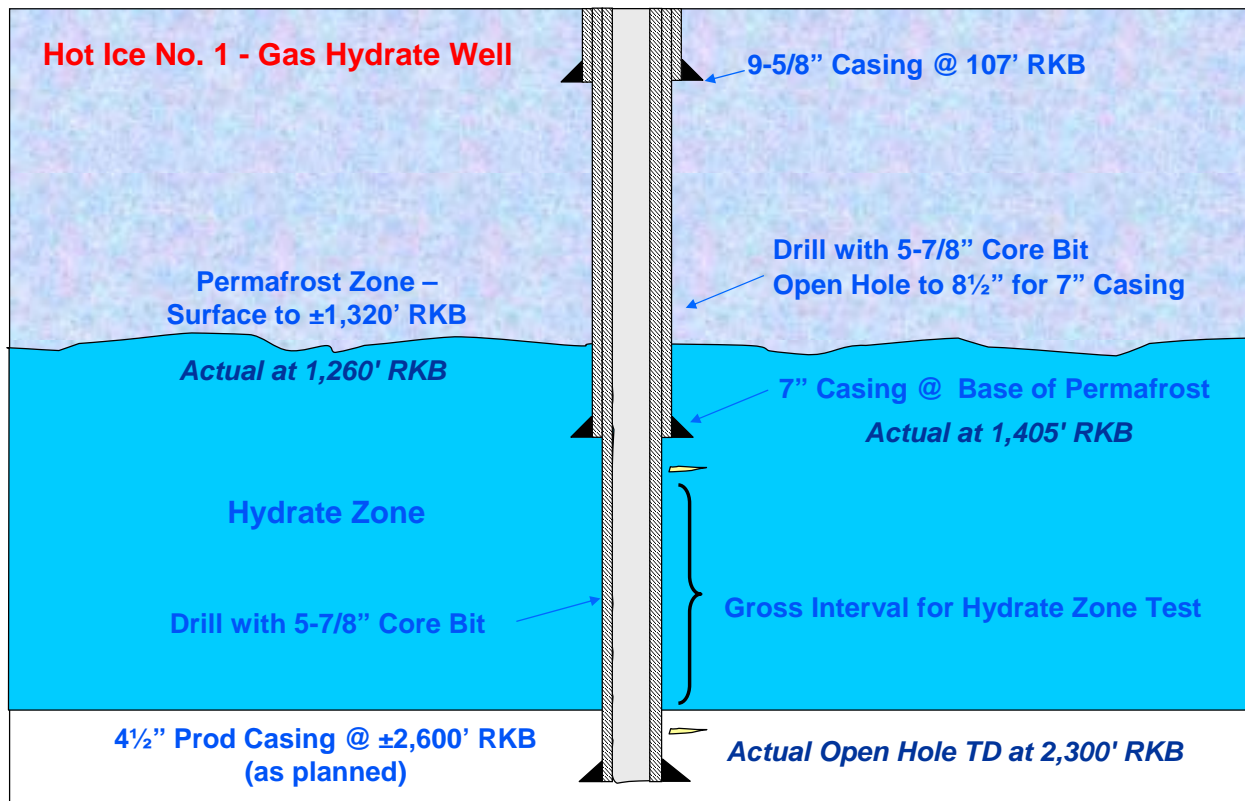 Hot Ice No. 1 - Gas Hydrate Well
9-5/8” Casing @ 107’ RKB
Drill with 5-7/8” Core Bit
Open Hole to 8½” for 7” Casing
Permafrost Zone –
Surface to ±1,320’ RKB
Actual at 1,260' RKB
7” Casing @ Base of Permafrost
Actual at 1,405' RKB
Hydrate Zone
Drill with 5-7/8” Core Bit
Gross Interval for Hydrate Zone Test
4½” Prod Casing @ ±2,600’ RKB
(as planned)
Actual Open Hole TD at 2,300' RKB